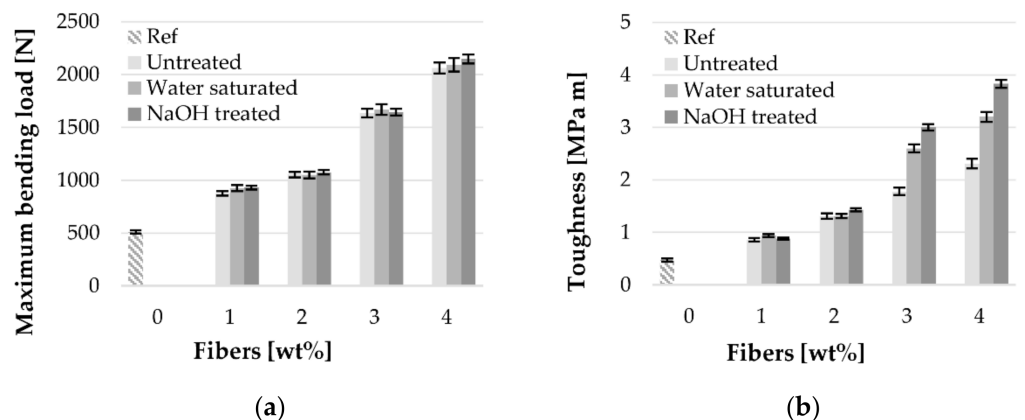 Maximum bending load [N]
2500
2000
1500
1000
500
0
Ref
Untreated
Water saturated
NaOH treated
0 1 2 3 4
Fibers [wt%]
(a)
Toughness [MPa m]
5
4
3
2
1
0
Ref
Untreated
Water saturated
NaOH treated
0 1 2 3 4
Fibers [wt%]
(b)